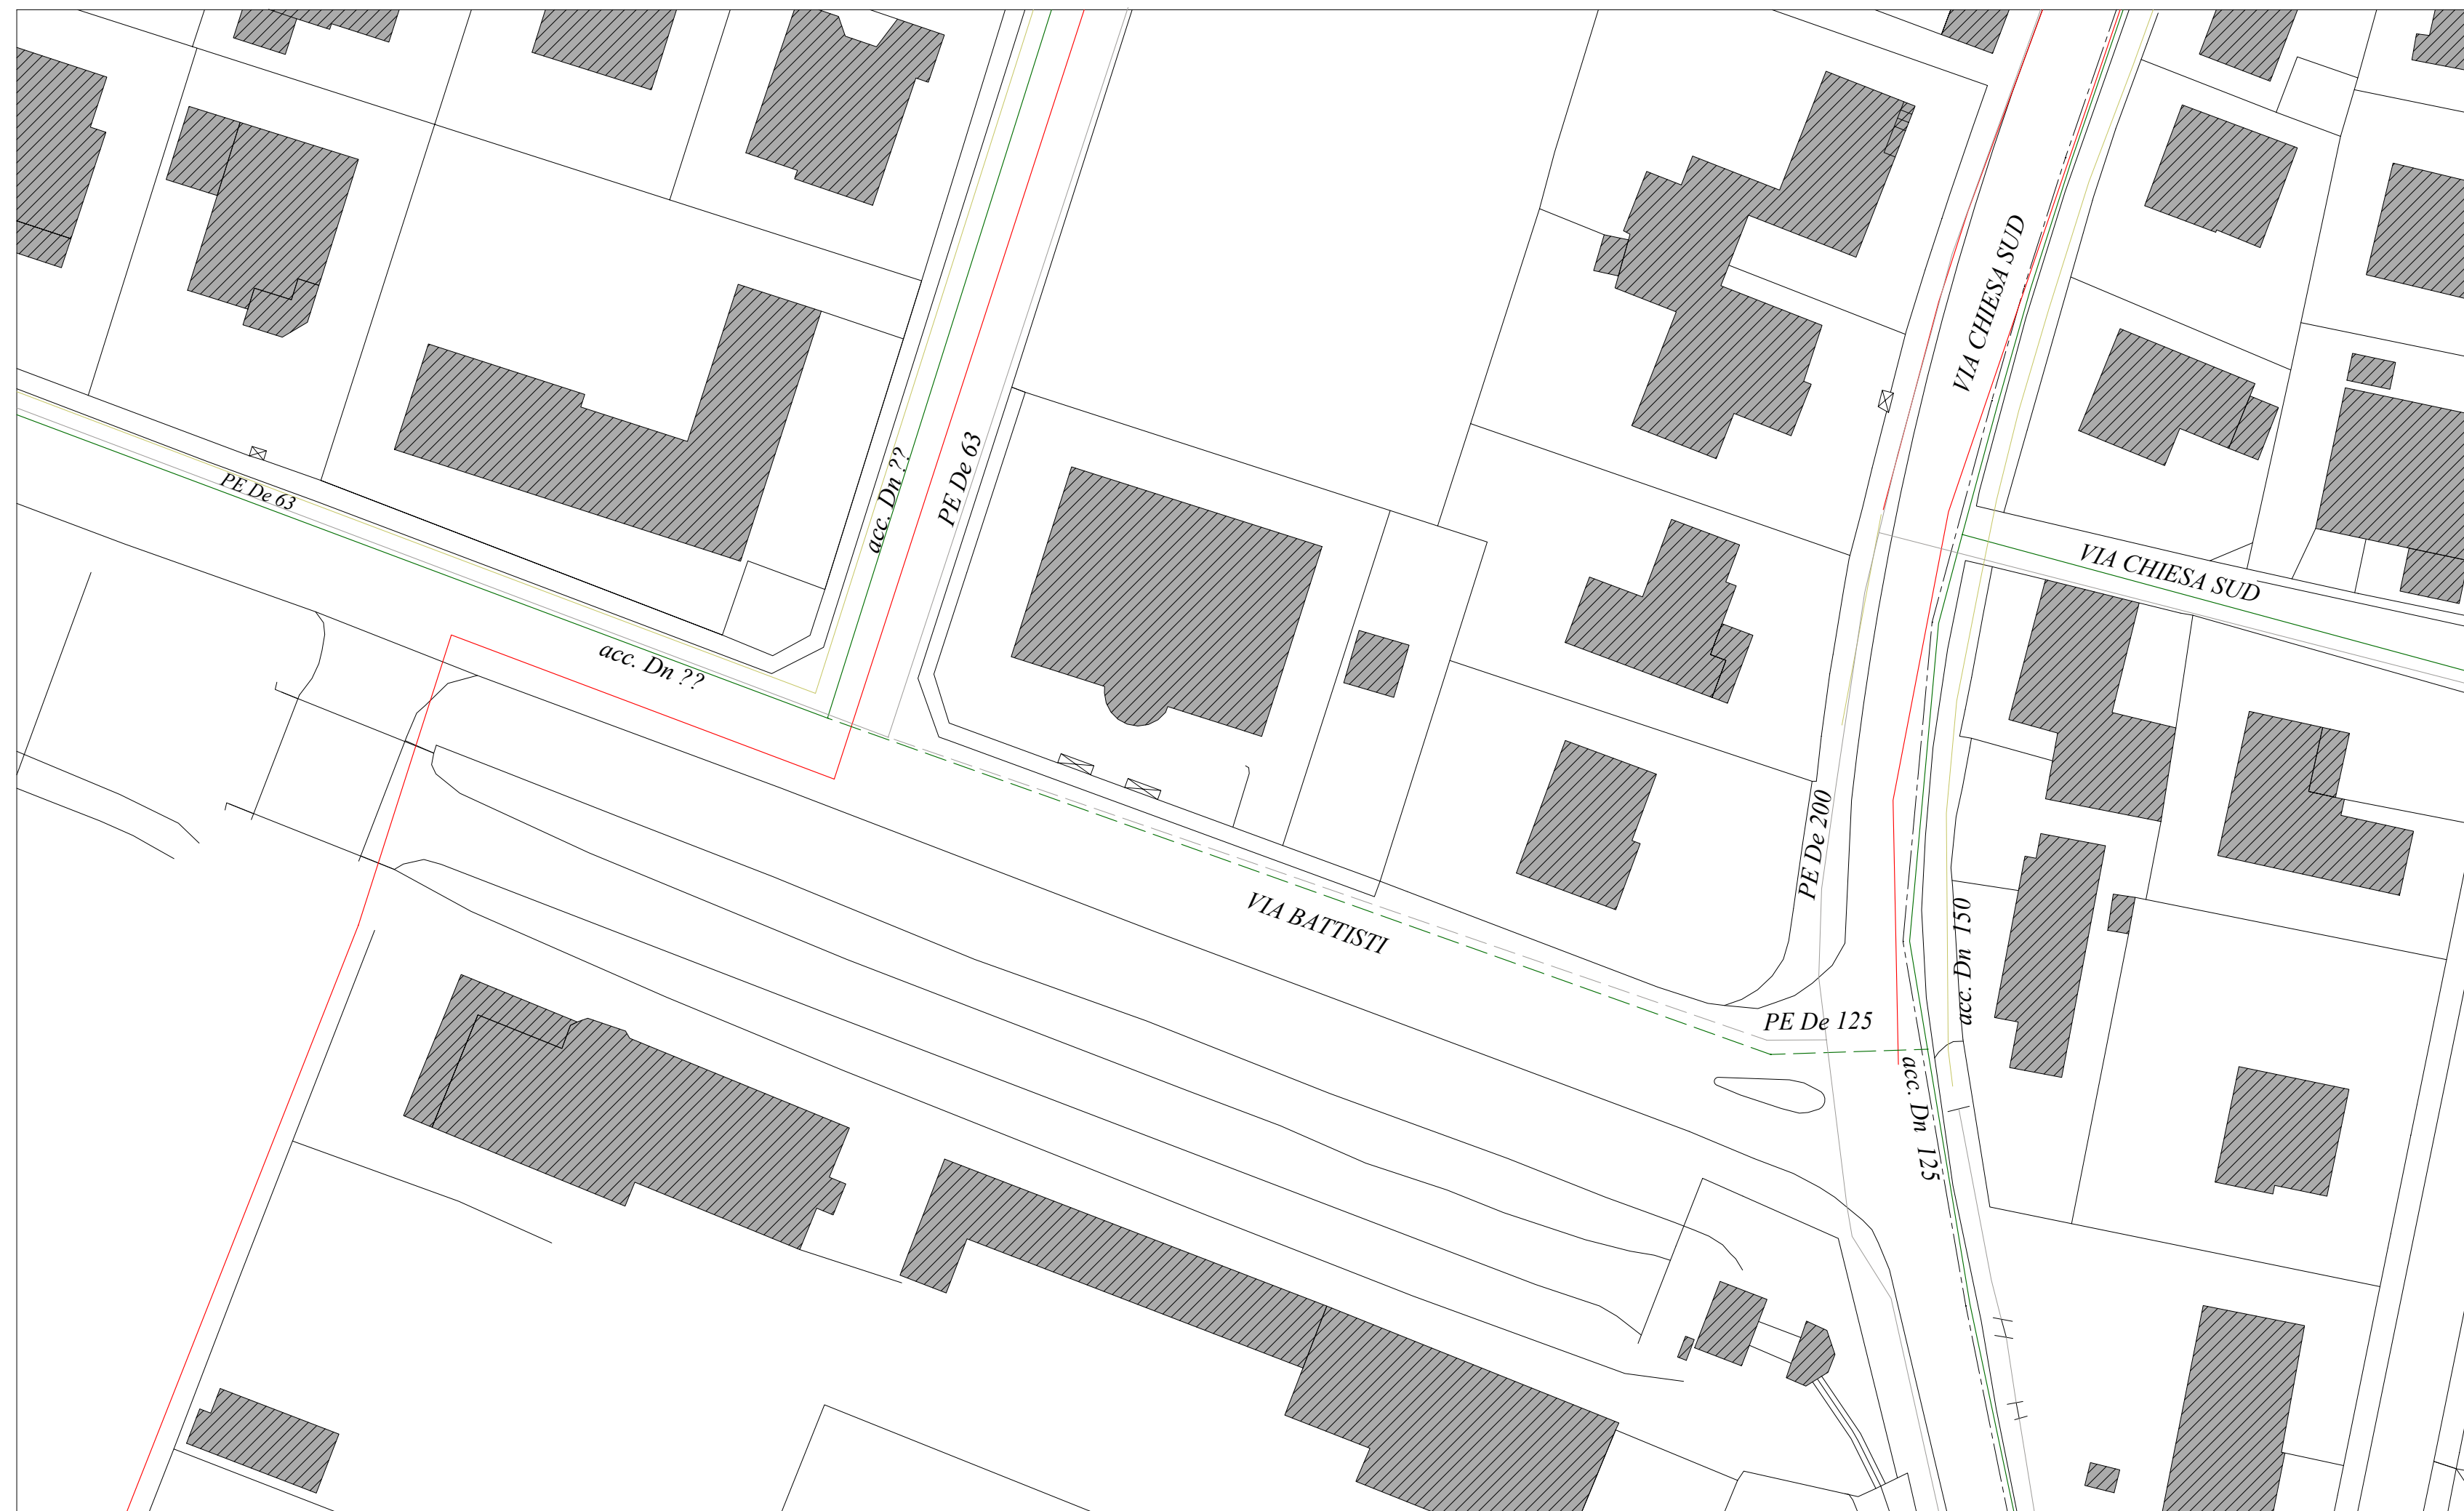 VIA CHIESA SUD
acc. Dn ??
PE De 63
PE De 63
VIA CHIESA SUD
acc. Dn ??
PE De 200
VIA BATTISTI
acc. Dn 150
PE De 125
acc. Dn 125